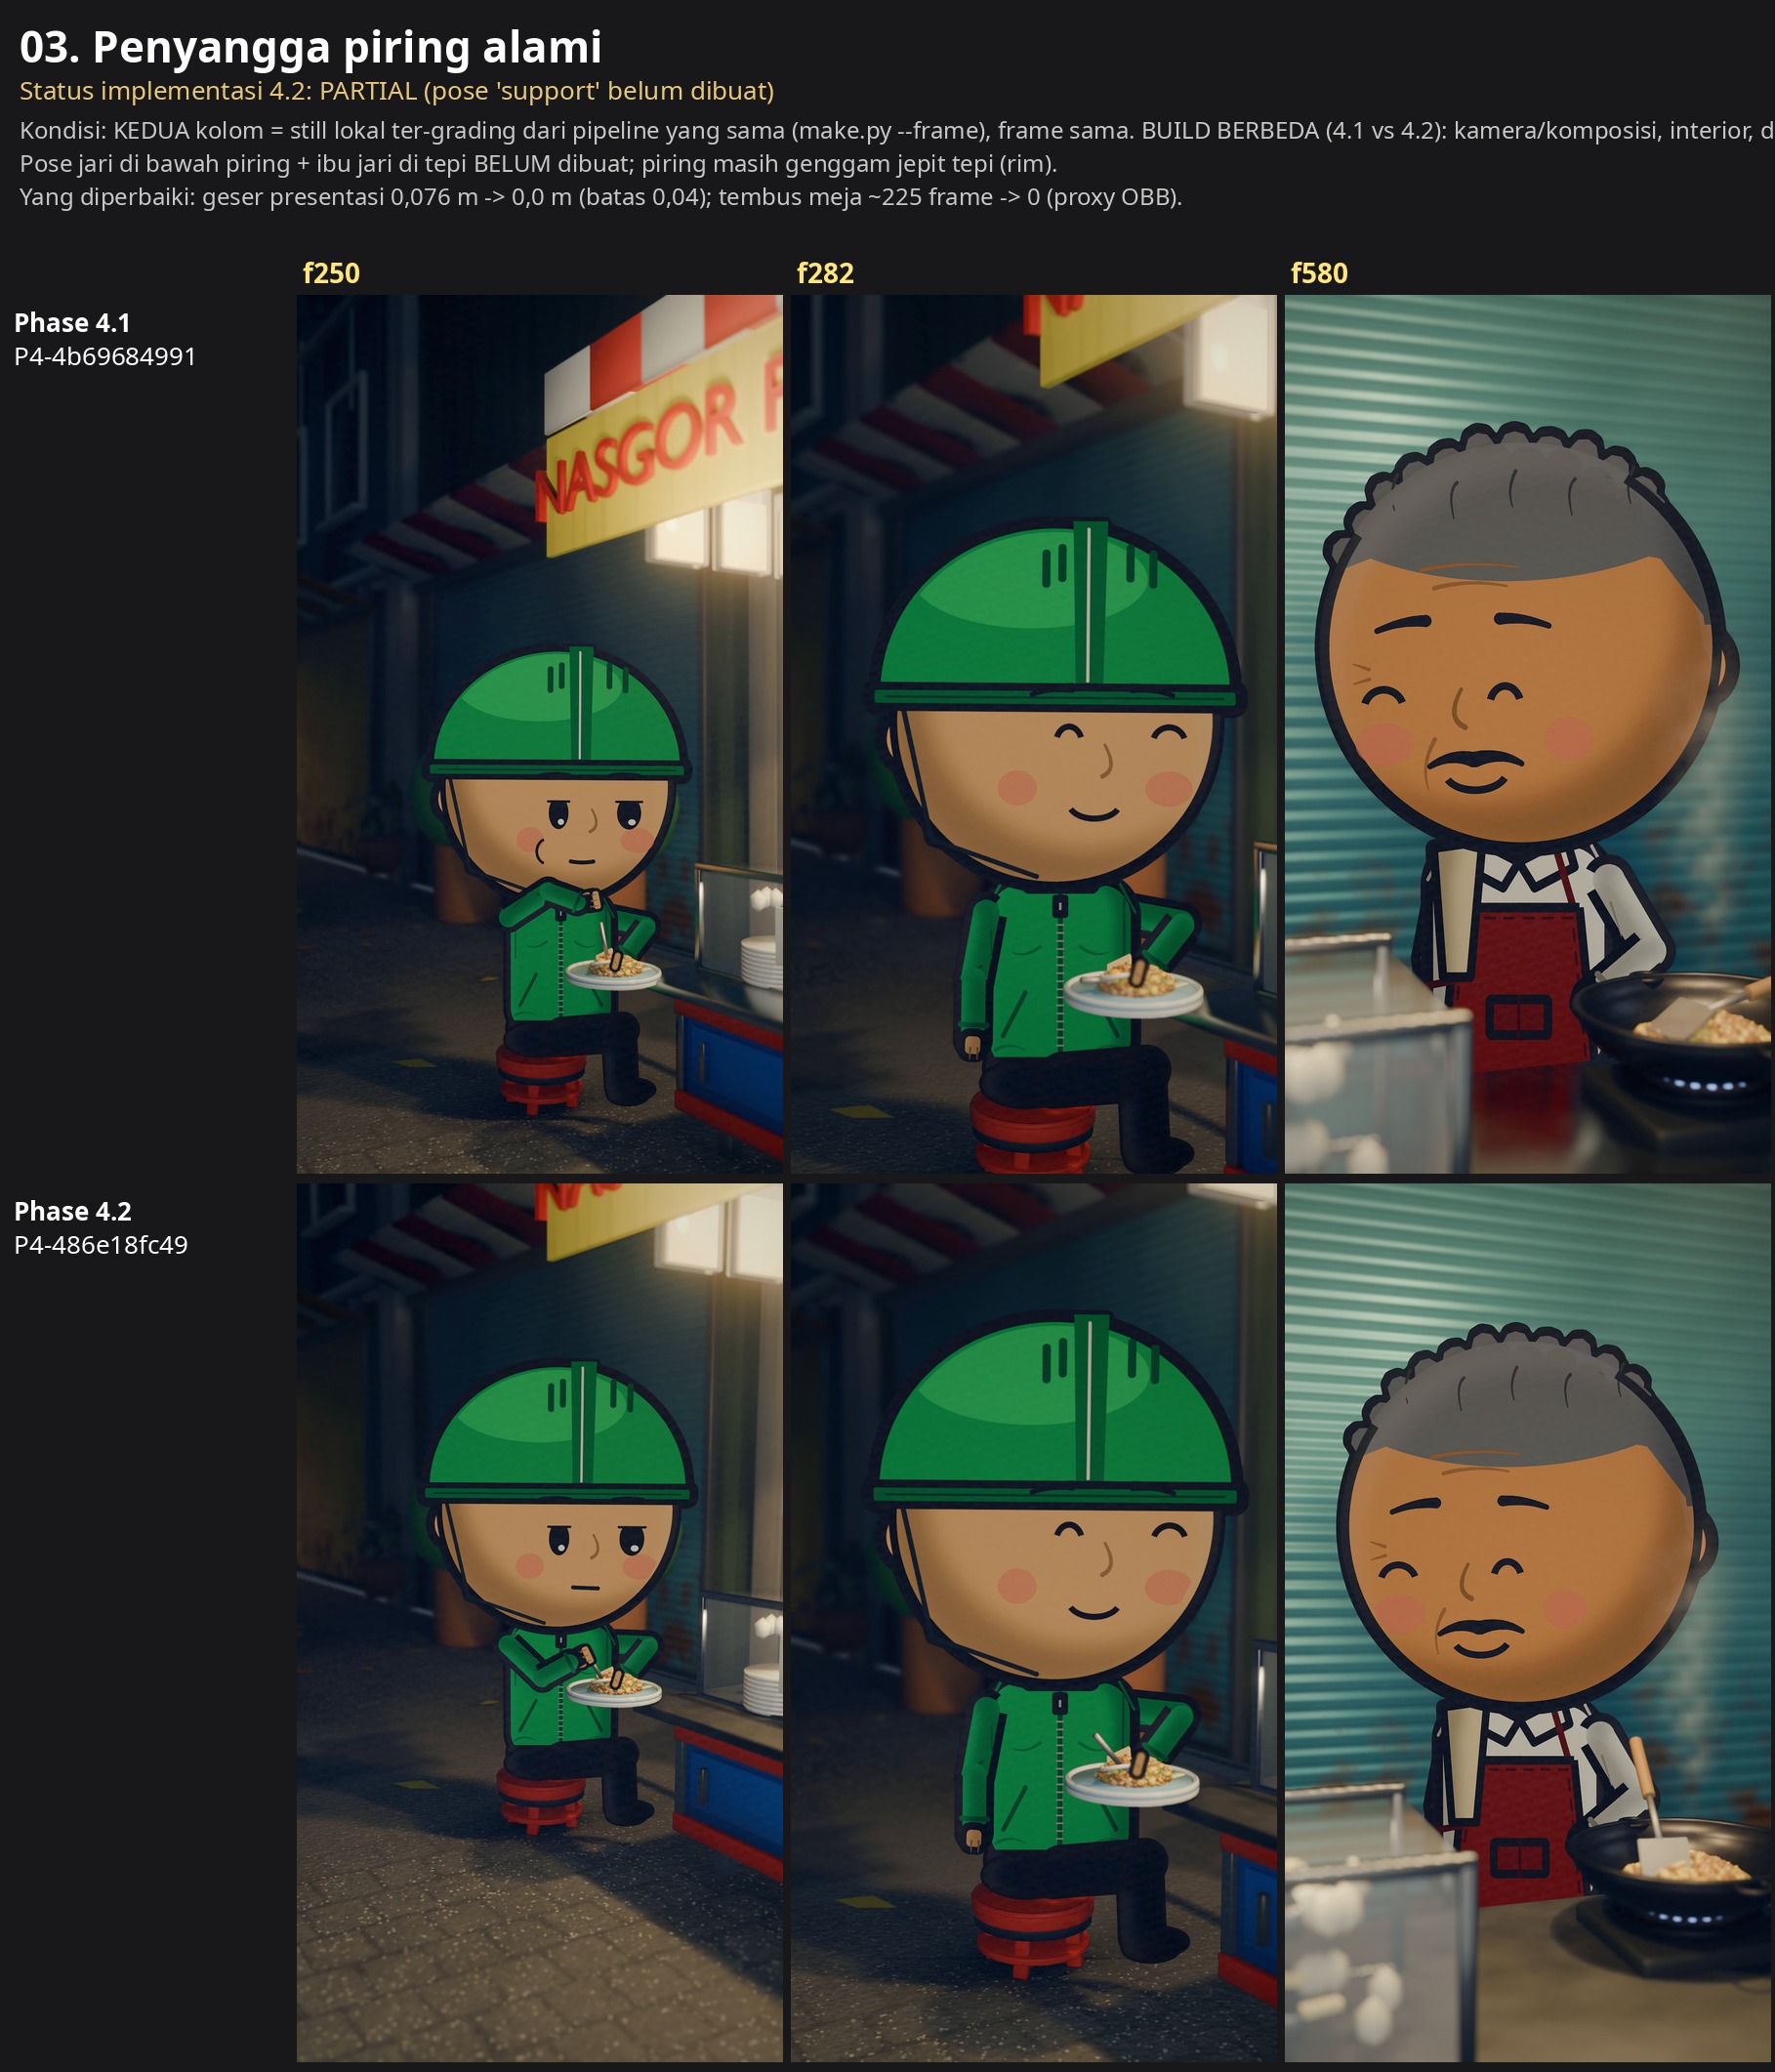 03. Penyangga piring alami
Status implementasi 4.2: PARTIAL (pose 'support' belum dibuat)
Kondisi: KEDUA kolom = still lokal ter-grading dari pipeline yang sama (make.py --frame), frame sama. BUILD BERBEDA (4.1 vs 4.2): kamera/komposisi, interior, d
Pose jari di bawah piring + ibu jari di tepi BELUM dibuat; piring masih genggam jepit tepi (rim).
Yang diperbaiki: geser presentasi 0,076 m -> 0,0 m (batas 0,04); tembus meja ~225 frame -> 0 (proxy OBB).
f250 f282 f580
Phase 4.1
P4-4b69684991
NASGOR
Phase 4.2
P4-486e18fc49